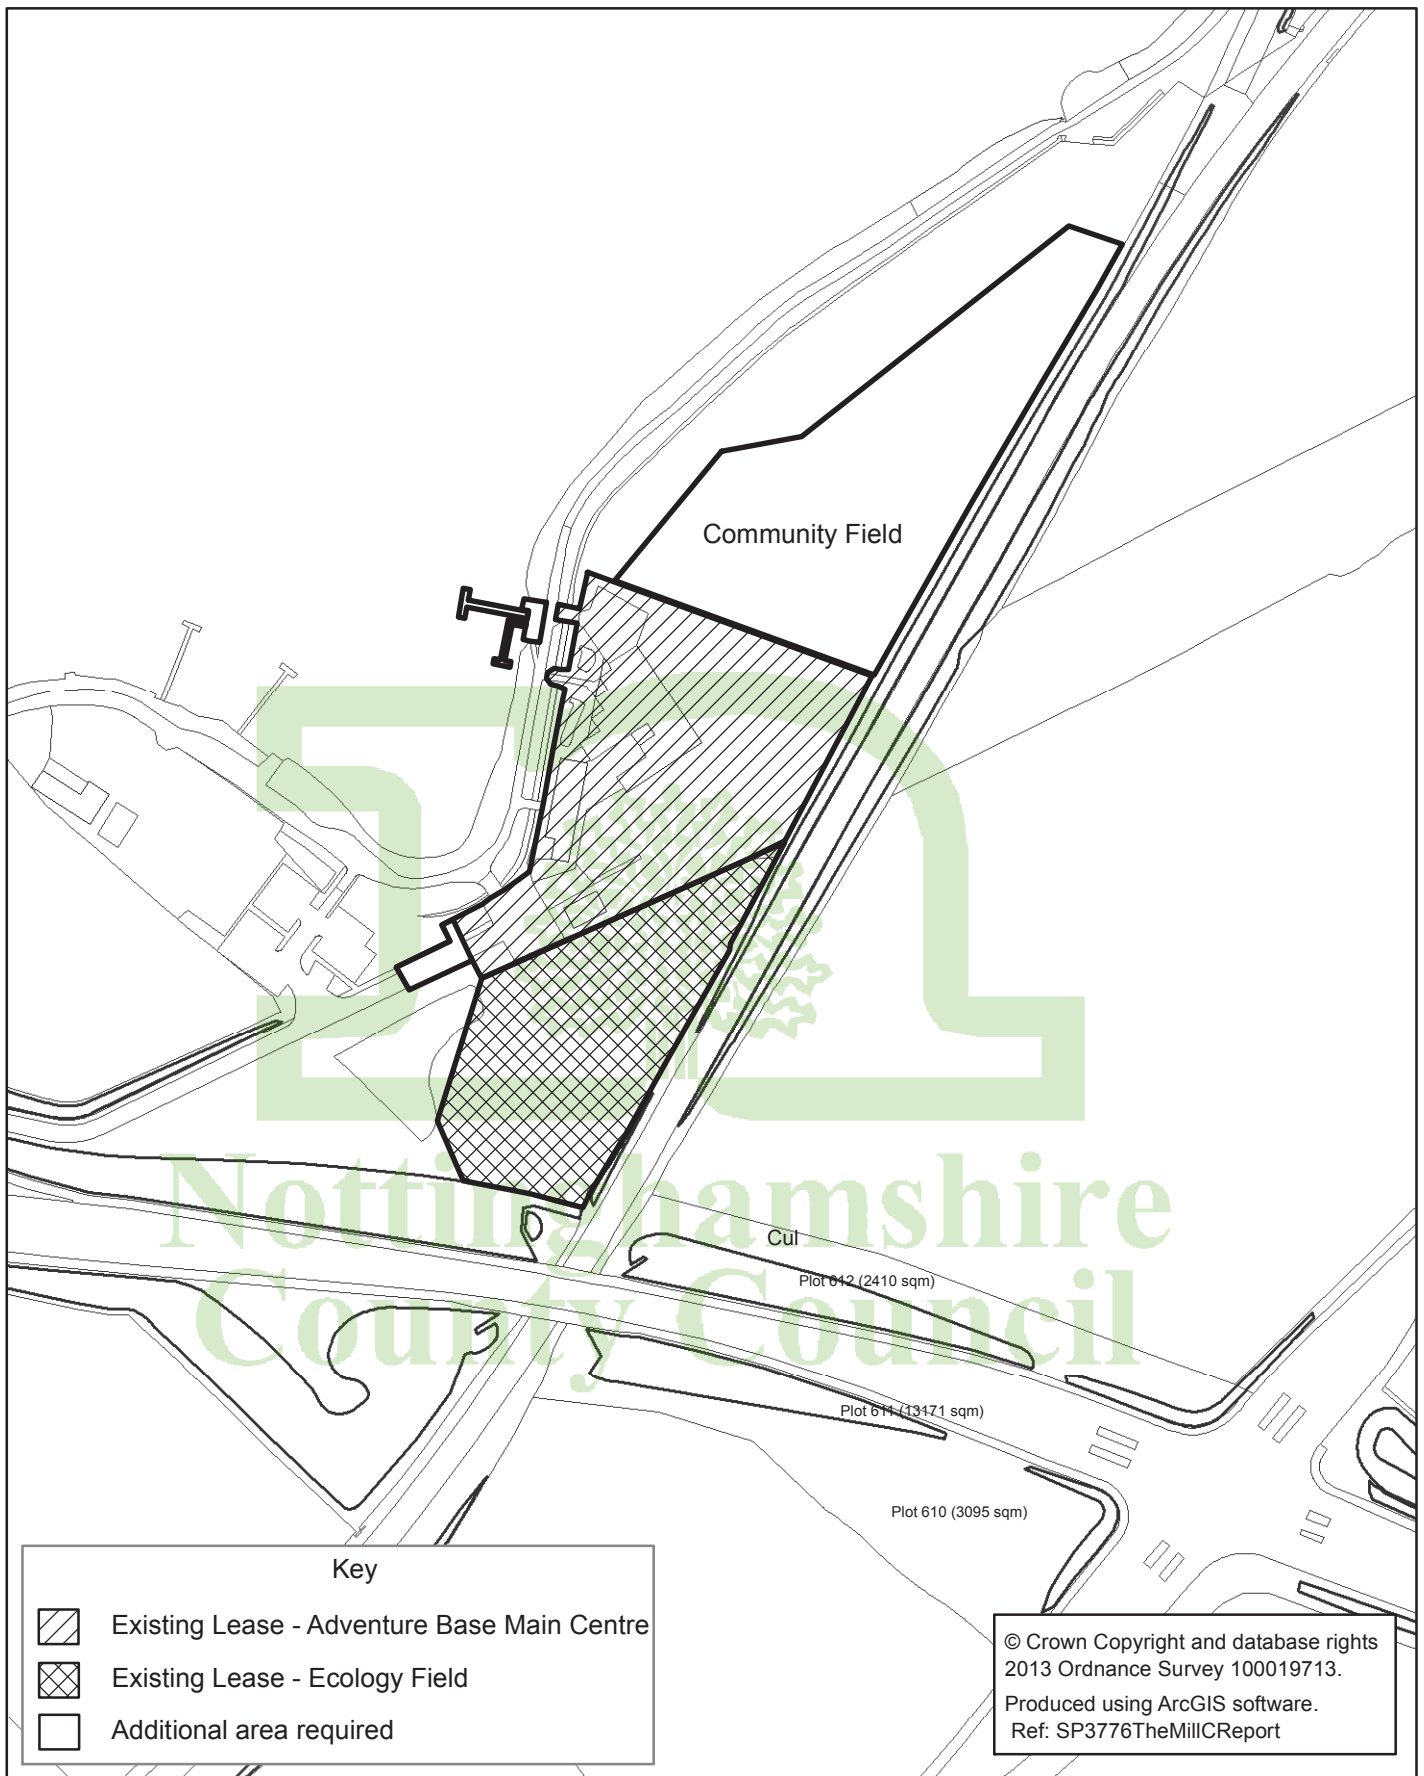 Community Field
Nottinghamshire
County Council
Cul
Plot 612 (2410 sqm)
Plot 611 (13171 sqm)
Plot 610 (3095 sqm)
Key
Existing Lease - Adventure Base Main Centre
Existing Lease - Ecology Field
Additional area required
© Crown Copyright and database rights
2013 Ordnance Survey 100019713.
Produced using ArcGIS software.
Ref: SP3776TheMillCReport